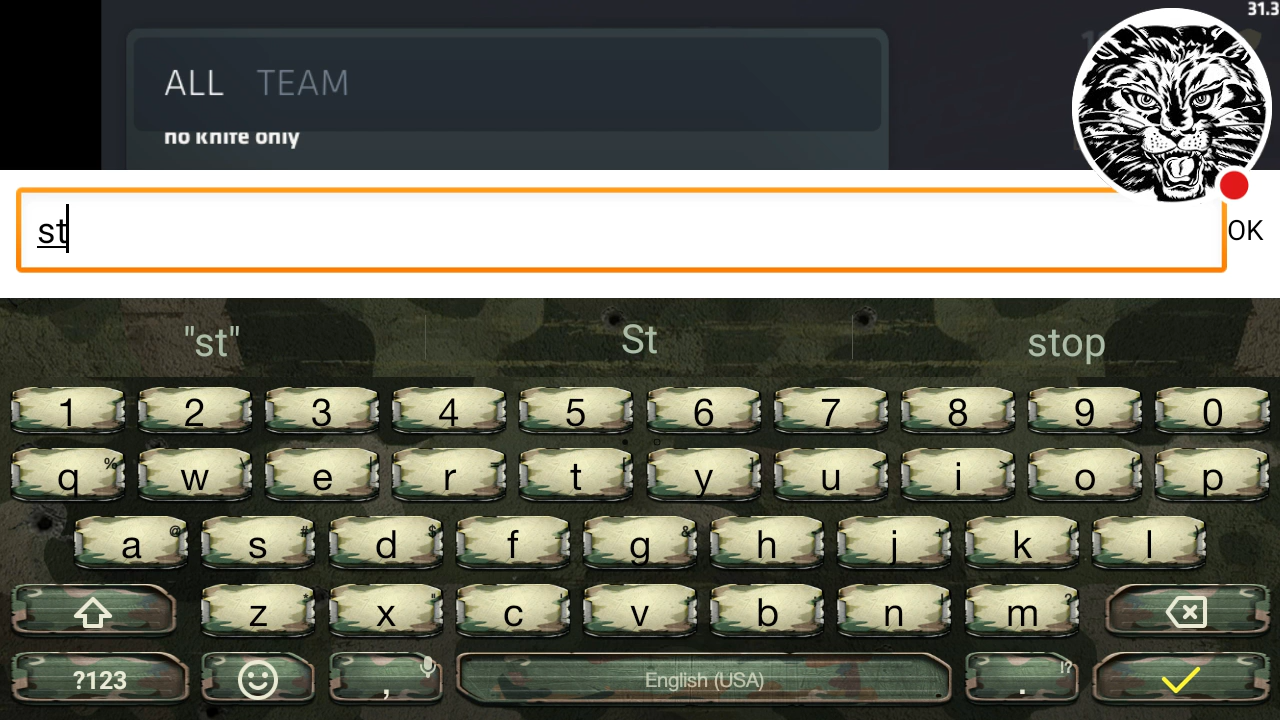 31.3
ALL TEAM
no knife only
st
OK
"st" St stop
1 2 3 4 5 6 7 8 9 0
q % w e r t y u i o p
a @ s # d $ f g & h j k l
z x c v b n m ?
?123 , English (USA) . !?